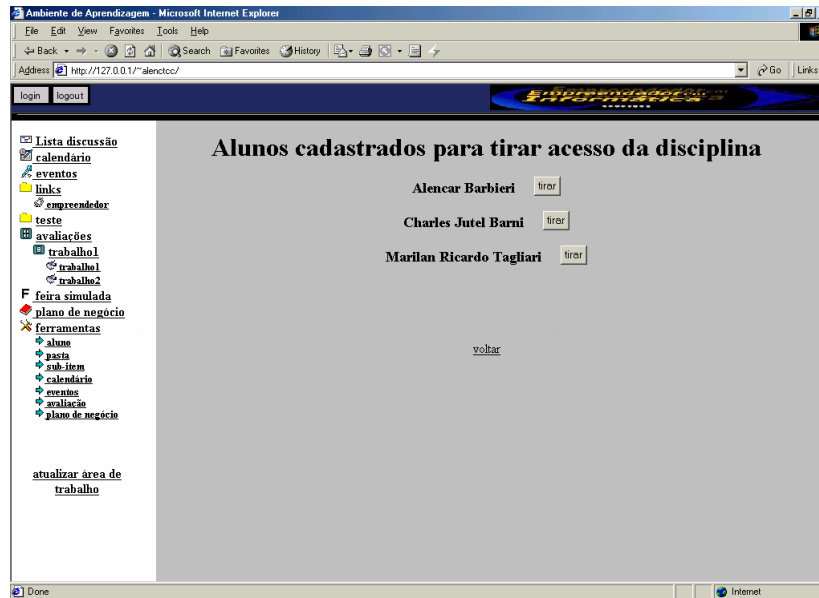 Ambiente de Aprendizagem - Microsoft Internet Explorer
File Edit View Favorites Tools Help
Back Search Favorites History
Address http://127.0.0.1/~alenctcc/ Go Links
login logout
Empreendedor em
Informática
Lista discussão
calendário
eventos
links
empreendedor
teste
avaliações
trabalho1
trabalho1
trabalho2
F feira simulada
plano de negócio
ferramentas
aluno
pasta
sub-item
calendário
eventos
avaliação
plano de negócio
atualizar área de
trabalho
Alunos cadastrados para tirar acesso da disciplina
Alencar Barbieri tirar
Charles Jutel Barni tirar
Marilan Ricardo Tagliari tirar
voltar
Done Internet